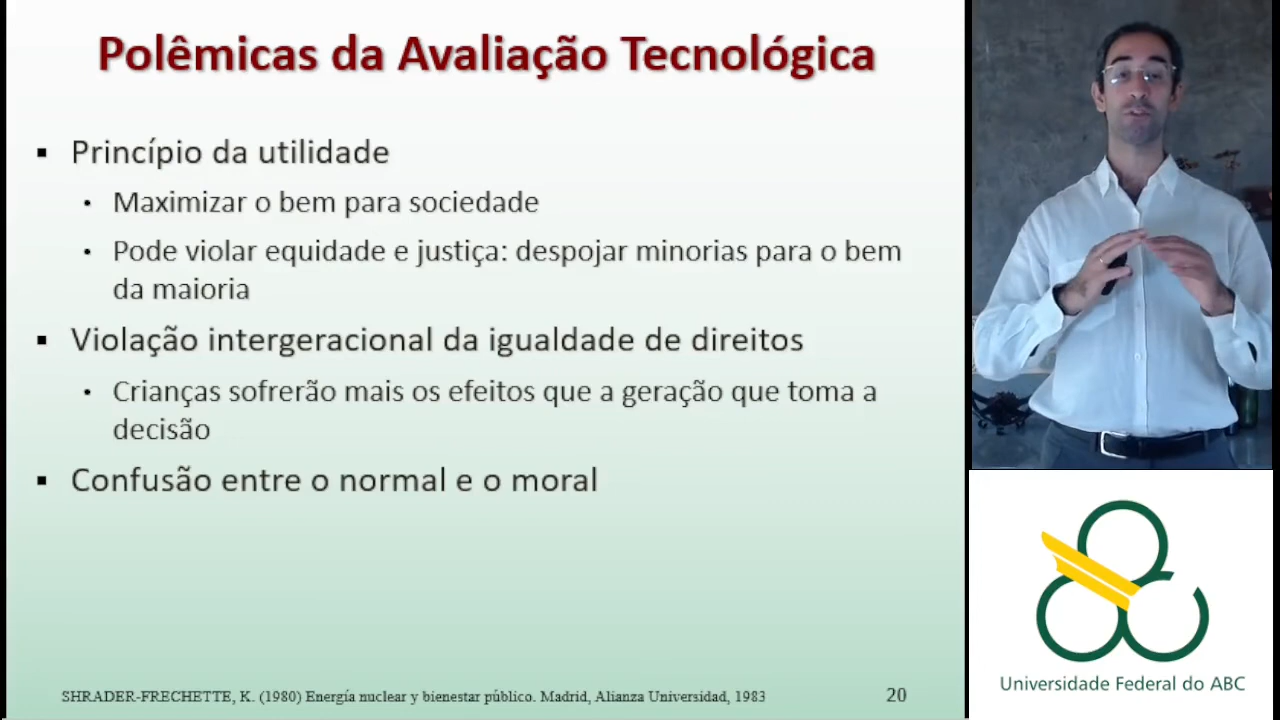 Polêmicas da Avaliação Tecnológica
▪ Princípio da utilidade
• Maximizar o bem para sociedade
• Pode violar equidade e justiça: despojar minorias para o bem
da maioria
▪ Violação intergeracional da igualdade de direitos
• Crianças sofrerão mais os efeitos que a geração que toma a
decisão
▪ Confusão entre o normal e o moral
SHRADER-FRECHETTE, K. (1980) Energía nuclear y bienestar público. Madrid, Alianza Universidad, 1983
20
Universidade Federal do ABC